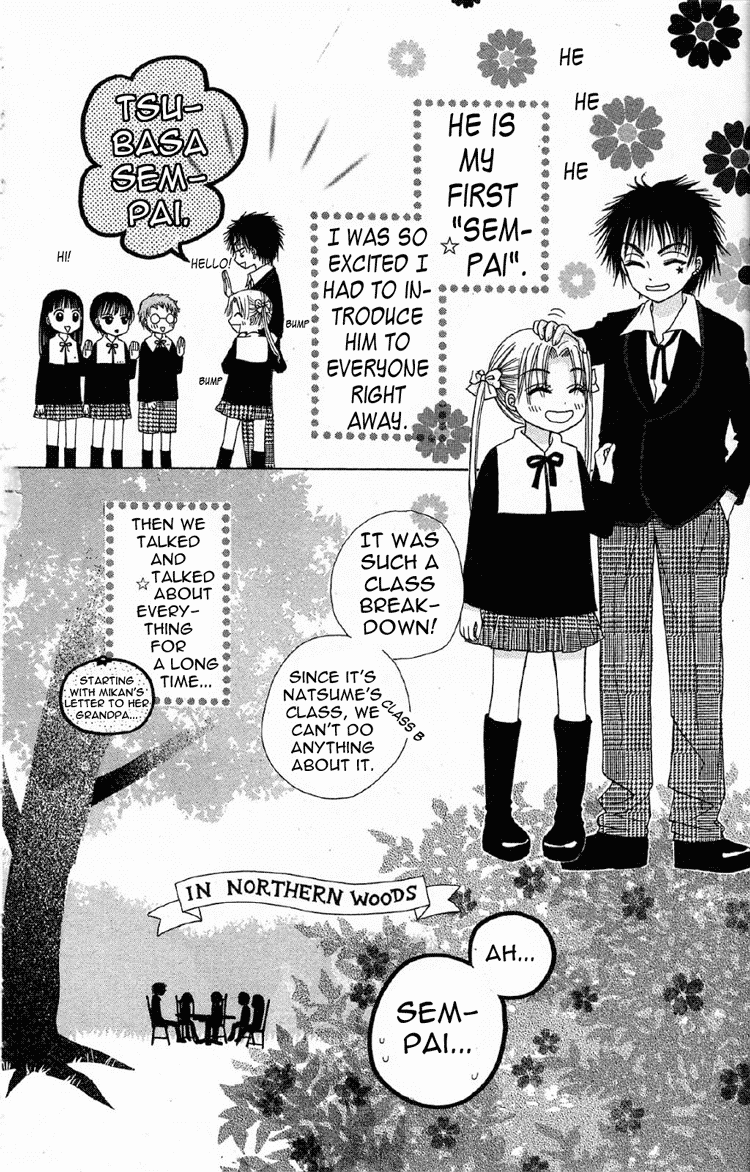 HE
HE
HE
HE IS
MY
FIRST
"SEM-
☆ PAI".
I WAS SO
EXCITED I
HAD TO IN-
TRODUCE
HIM TO
EVERYONE
RIGHT
AWAY.
TSU-
BASA
SEM-
PAI.
HI!
HELLO!
BUMP
BUMP
THEN WE
TALKED
AND
☆ TALKED
ABOUT
EVERY-
THING
FOR
A LONG
TIME...
STARTING
WITH MIKAN'S
LETTER TO HER
GRANDPA...
IT WAS
SUCH A
CLASS
BREAK-
DOWN!
SINCE IT'S
NATSUME'S
CLASS, WE
CAN'T DO
ANYTHING
ABOUT IT.
CLASS B
IN NORTHERN WOODS
AH...
SEM-
PAI...